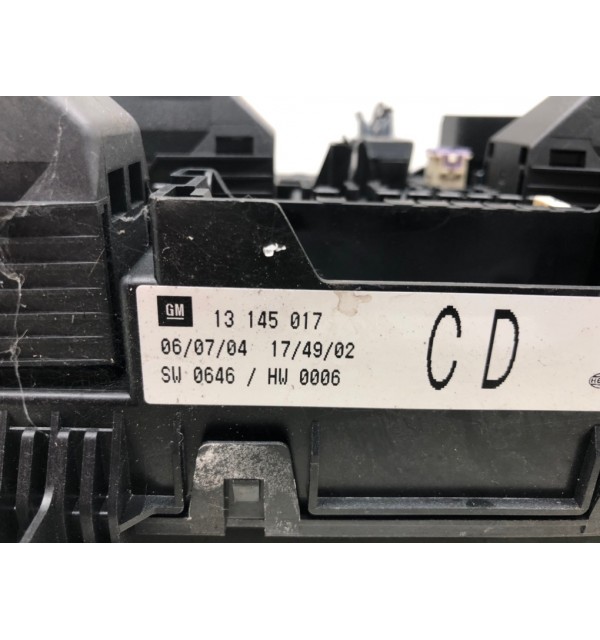 GM 13 145 017
06/07/04 17/49/02
SW 0646 / HW 0006
CD